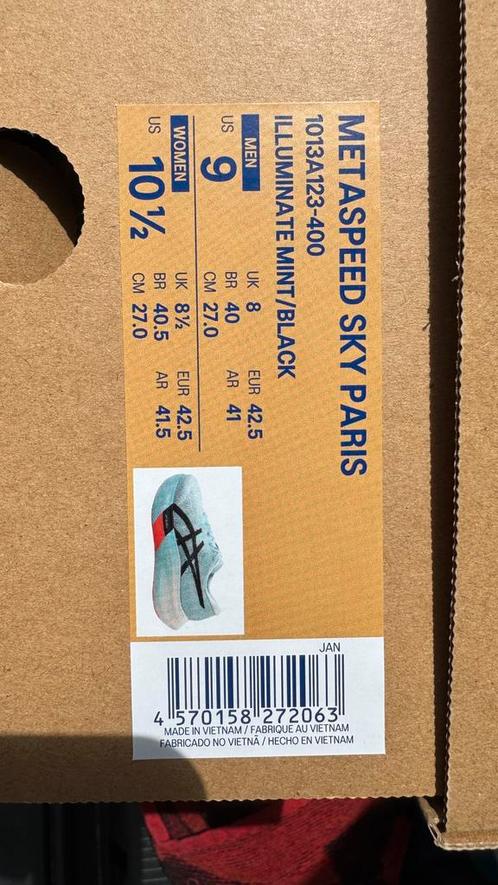 METASPEED SKY PARIS
1013A123-400
ILLUMINATE MINT/BLACK
MEN
US 9
UK 8 EUR 42.5
BR 40 AR 41
CM 27.0
WOMEN
US 10½
UK 8½ EUR 42.5
BR 40.5 AR 41.5
CM 27.0
JAN
4 570158 272063
MADE IN VIETNAM / FABRIQUE AU VIETNAM
FABRICADO NO VIETNÃ / HECHO EN VIETNAM